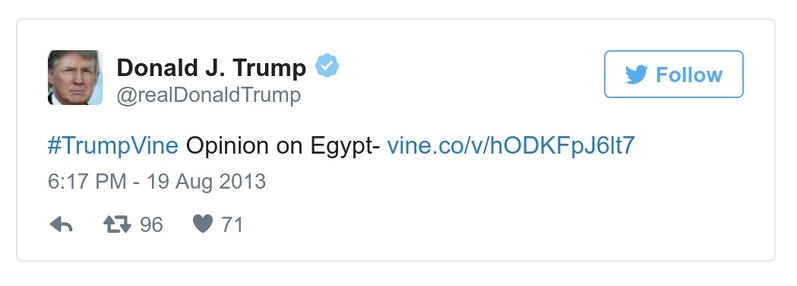 Donald J. Trump
@realDonaldTrump
Follow
#TrumpVine Opinion on Egypt- vine.co/v/hODKFpJ6lt7
6:17 PM - 19 Aug 2013
96 71